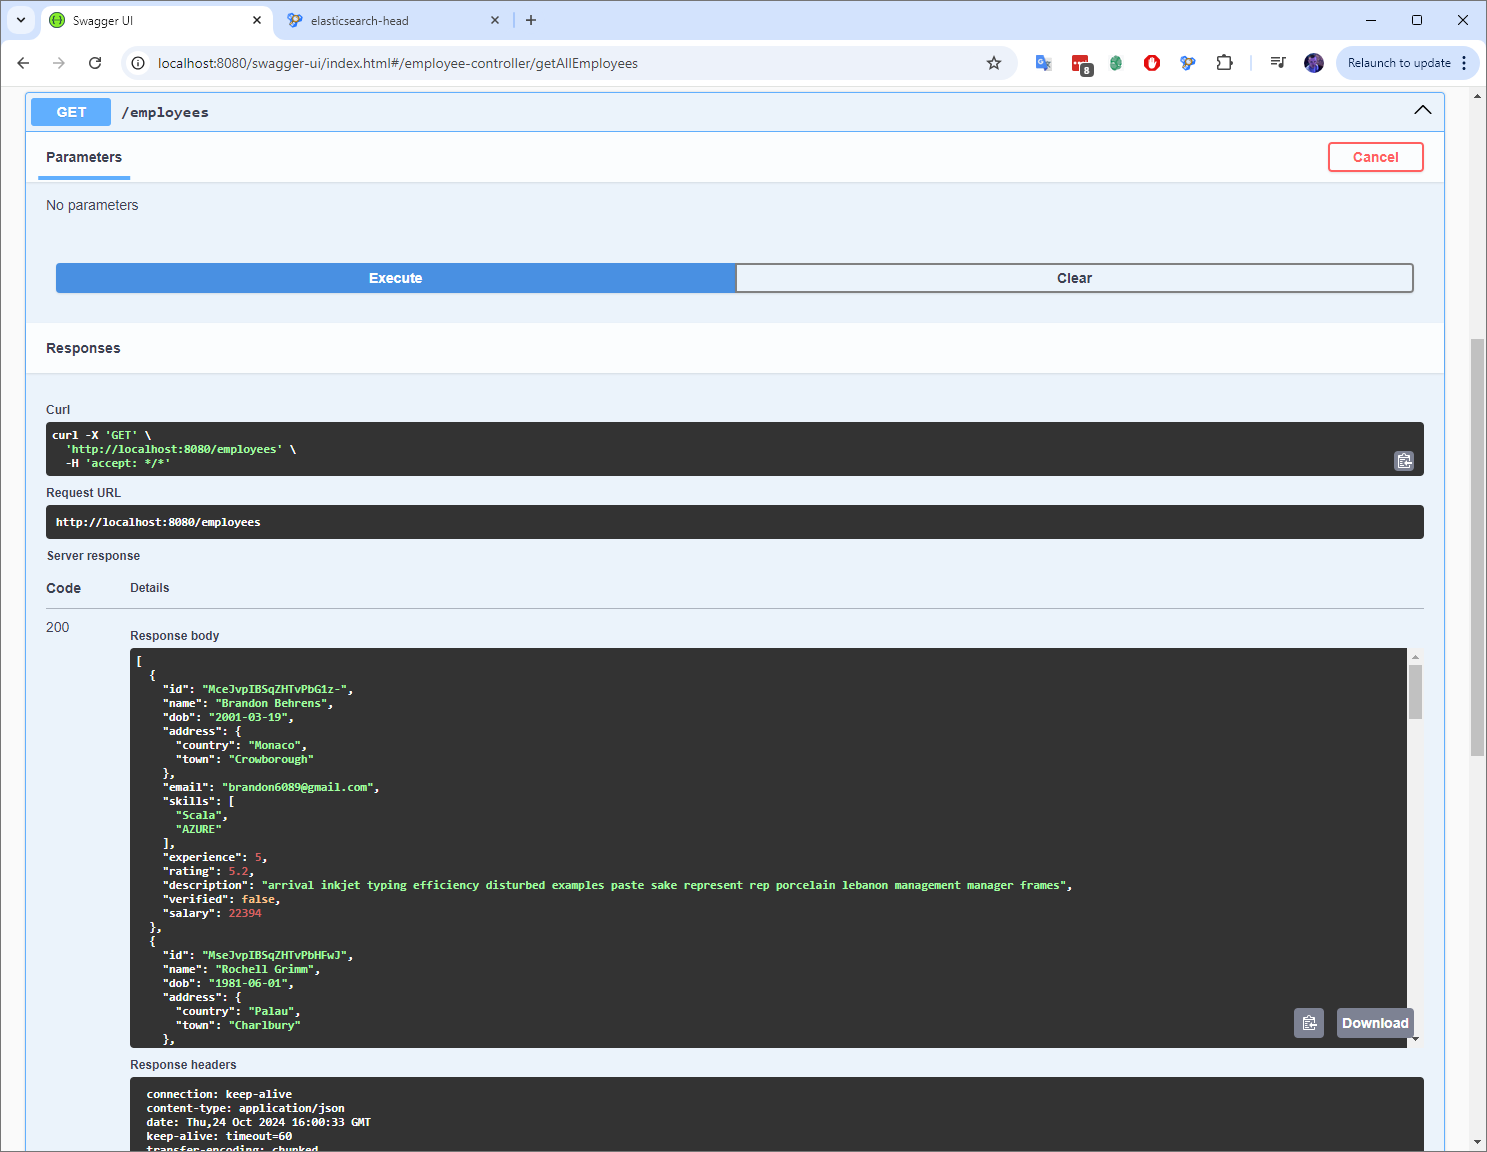 Swagger UI
elasticsearch-head
localhost:8080/swagger-ui/index.html#/employee-controller/getAllEmployees
8
Relaunch to update
GET /employees
Parameters
Cancel
No parameters
Execute
Clear
Responses
Curl
curl -X 'GET' \
'http://localhost:8080/employees' \
-H 'accept: */*'
Request URL
http://localhost:8080/employees
Server response
Code Details
200
Response body
[
{
"id": "MceJvpIBSqZHTvPbG1z-",
"name": "Brandon Behrens",
"dob": "2001-03-19",
"address": {
"country": "Monaco",
"town": "Crowborough"
},
"email": "brandon6089@gmail.com",
"skills": [
"Scala",
"AZURE"
],
"experience": 5,
"rating": 5.2,
"description": "arrival inkjet typing efficiency disturbed examples paste sake represent rep porcelain lebanon management manager frames",
"verified": false,
"salary": 22394
},
{
"id": "MseJvpIBSqZHTvPbHFwJ",
"name": "Rochell Grimm",
"dob": "1981-06-01",
"address": {
"country": "Palau",
"town": "Charlbury"
},
Download
Response headers
connection: keep-alive
content-type: application/json
date: Thu,24 Oct 2024 16:00:33 GMT
keep-alive: timeout=60
transfer-encoding: chunked